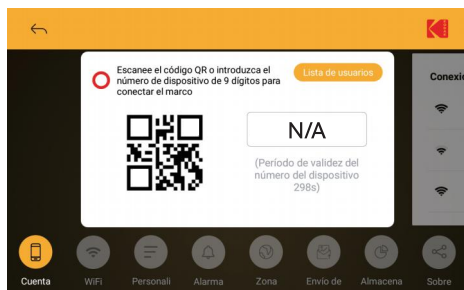 Escanee el código QR o introduzca el
número de dispositivo de 9 dígitos para
conectar el marco
Lista de usuarios
Conexió
N/A
(Período de validez del
número del dispositivo
298s)
Cuenta
WiFi
Personali
Alarma
Zona
Envío de
Almacena
Sobre